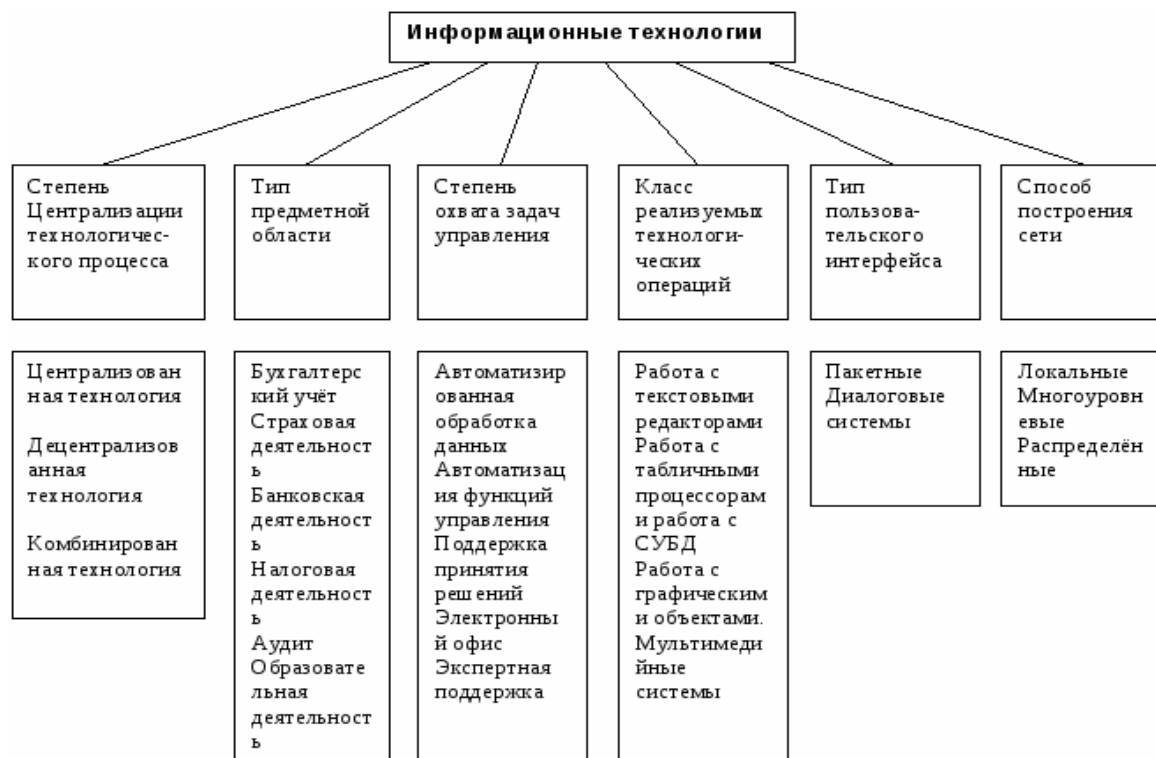 Информационные технологии
Степень
Централизации
технологичес-
кого процесса
Тип
предметной
области
Степень
охвата задач
управления
Класс
реализуемых
технологи-
ческих
операций
Тип
пользова-
тельского
интерфейса
Способ
построения
сети
Централизован
ная технология
Децентрализов
анная
технология
Комбинирован
ная технология
Бухгалтерс
кий учёт
Страховая
деятельност
ь
Банковская
деятельност
ь
Налоговая
деятельност
ь
Аудит
Образовате
льная
деятельност
ь
Автоматизир
ованная
обработка
данных
Автоматизац
ия функций
управления
Поддержка
принятия
решений
Электронны
й офис
Экспертная
поддержка
Работа с
текстовыми
редакторами
Работа с
табличными
процессорам
и работа с
СУБД
Работа с
графическим
и объектами.
Мультимеди
йные
системы
Пакетные
Диалоговые
системы
Локальные
Многоуровн
евые
Распределён
ные